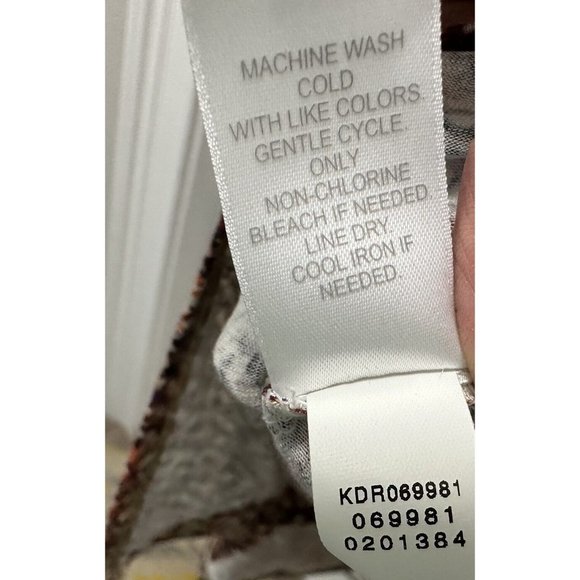 MACHINE WASH
COLD
WITH LIKE COLORS.
GENTLE CYCLE.
ONLY
NON-CHLORINE
BLEACH IF NEEDED.
LINE DRY.
COOL IRON IF
NEEDED.
KDR069981
069981
0201384